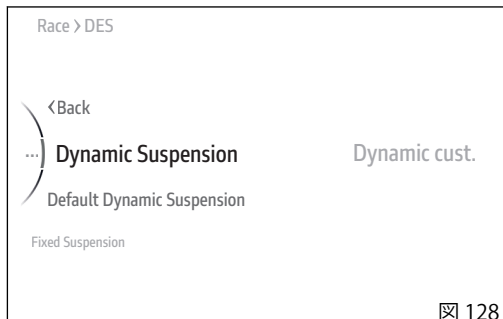 Race > DES
<Back
Dynamic Suspension
Dynamic cust.
Default Dynamic Suspension
Fixed Suspension
図 128